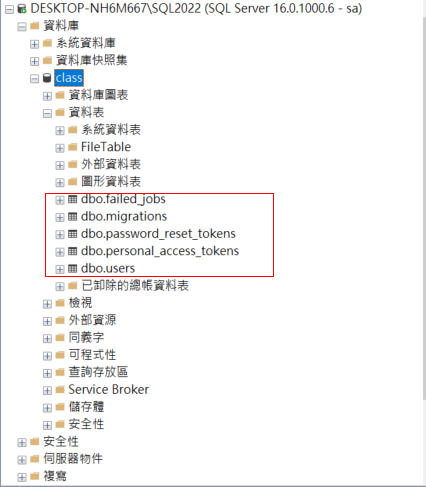 DESKTOP-NH6M667\SQL2022 (SQL Server 16.0.1000.6 - sa)
資料庫
系統資料庫
資料庫快照集
class
資料庫圖表
資料表
系統資料表
FileTable
外部資料表
圖形資料表
dbo.failed_jobs
dbo.migrations
dbo.password_reset_tokens
dbo.personal_access_tokens
dbo.users
已卸除的總帳資料表
檢視
外部資源
同義字
可程式性
查詢存放區
Service Broker
儲存體
安全性
安全性
伺服器物件
複寫